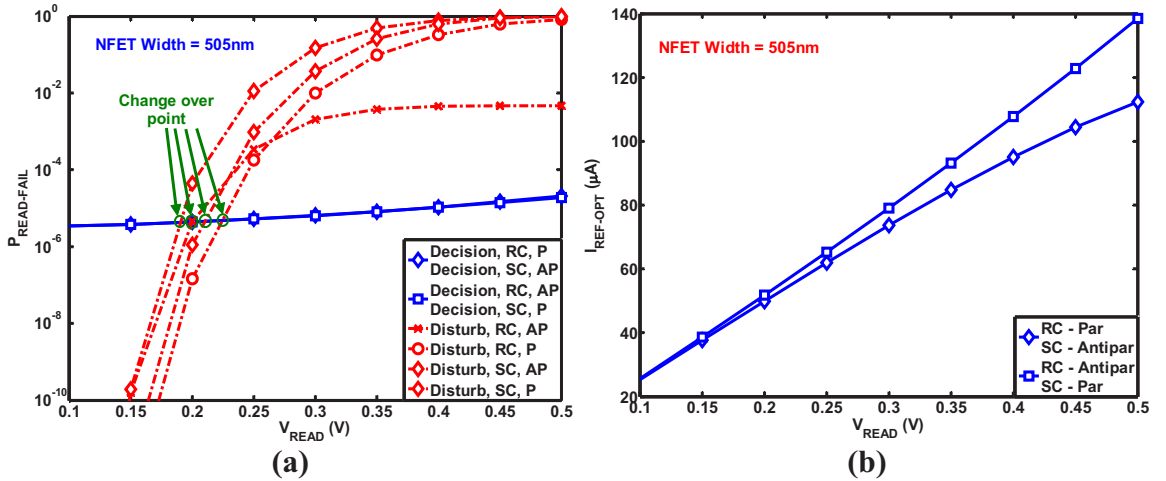 NFET Width = 505nm
Change over
point
P_READ-FAIL
10^0
10^-2
10^-4
10^-6
10^-8
10^-10
0.1 0.15 0.2 0.25 0.3 0.35 0.4 0.45 0.5
V_READ (V)
Decision, RC, P
Decision, SC, AP
Decision, RC, AP
Decision, SC, P
Disturb, RC, AP
Disturb, RC, P
Disturb, SC, AP
Disturb, SC, P
(a)
NFET Width = 505nm
I_REF-OPT (μA)
140
120
100
80
60
40
20
0.1 0.15 0.2 0.25 0.3 0.35 0.4 0.45 0.5
V_READ (V)
RC - Par
SC - Antipar
RC - Antipar
SC - Par
(b)